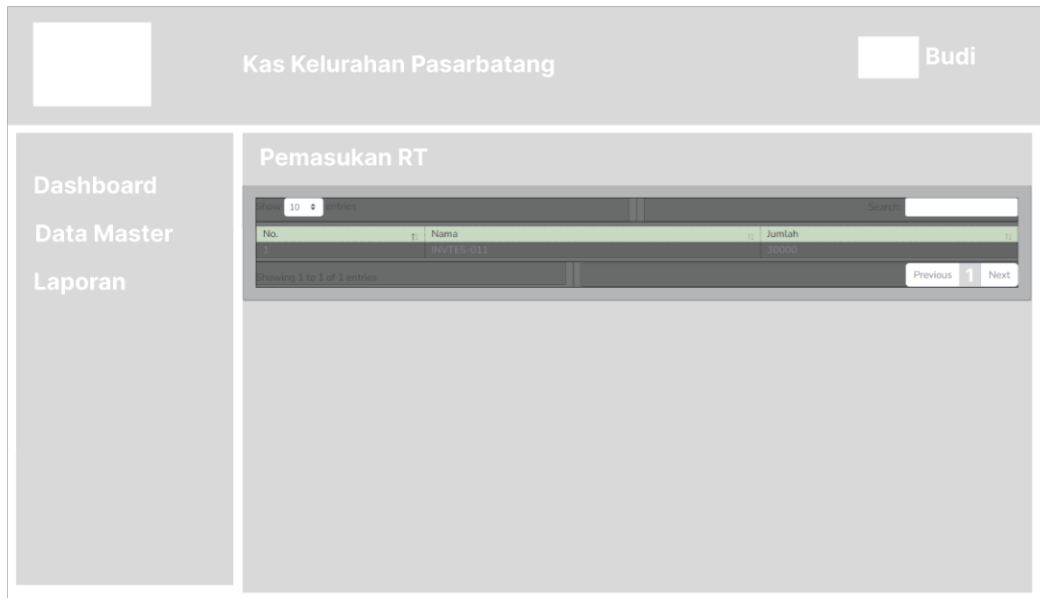 Kas Kelurahan Pasarbatang
Budi
Dashboard
Data Master
Laporan
Pemasukan RT
Show 10 entries
Search:
No. Nama Jumlah
1 INVTES-011 30000
Showing 1 to 1 of 1 entries
Previous 1 Next